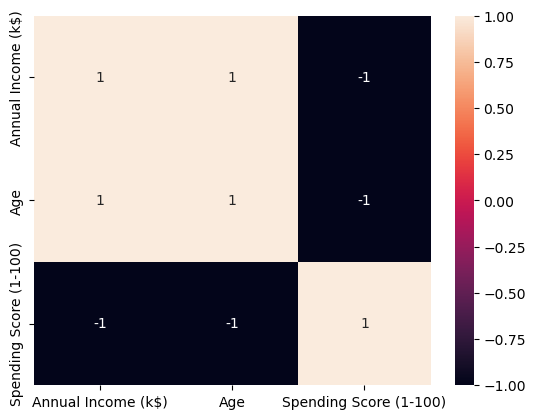 Annual Income (k$)
Age
Spending Score (1-100)
1 1 -1
1 1 -1
-1 -1 1
Annual Income (k$) Age Spending Score (1-100)
1.00
0.75
0.50
0.25
0.00
−0.25
−0.50
−0.75
−1.00